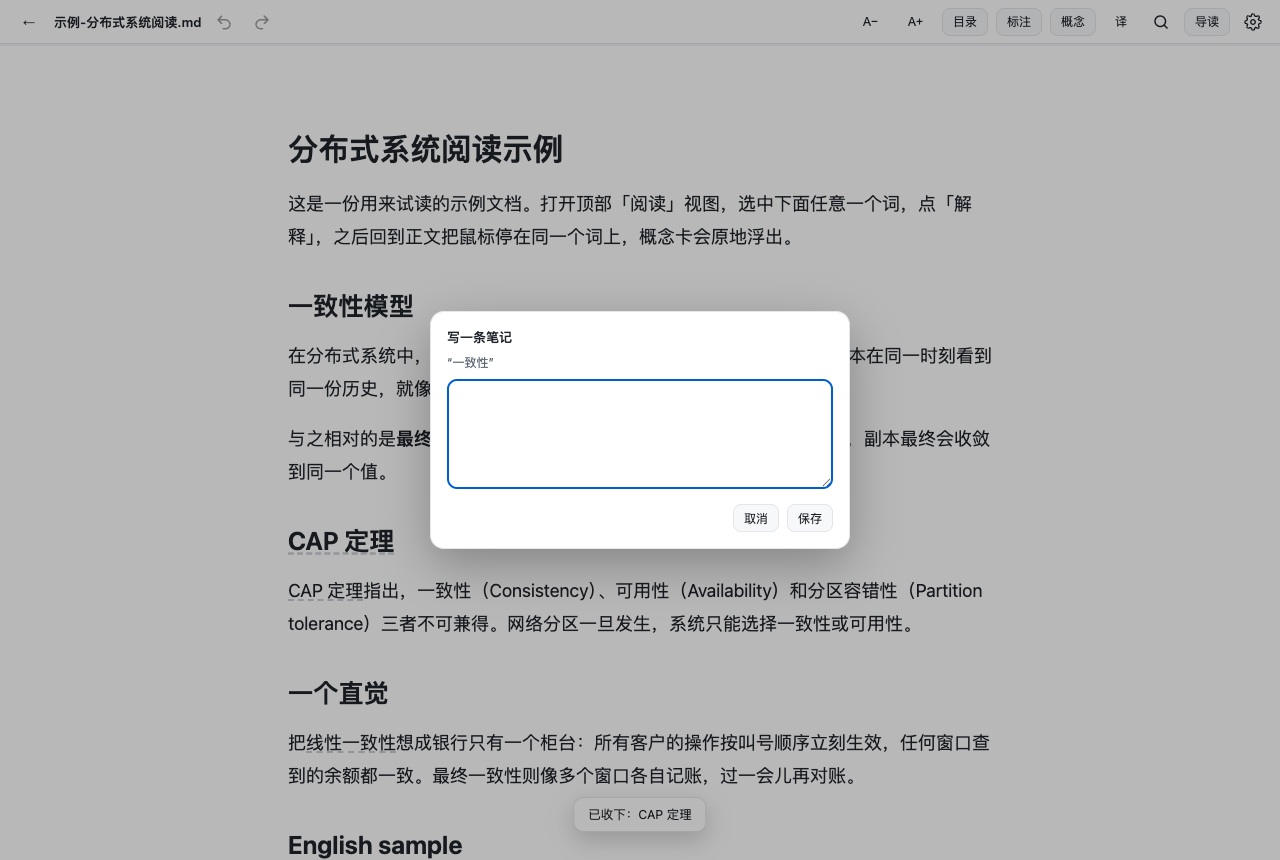 ← 示例-分布式系统阅读.md A− A+ 目录 标注 概念 译 导读
分布式系统阅读示例
这是一份用来试读的示例文档。打开顶部「阅读」视图，选中下面任意一个词，点「解
释」，之后回到正文把鼠标停在同一个词上，概念卡会原地浮出。
一致性模型
在分布式系统中，
本在同一时刻看到
同一份历史，就像
与之相对的是最终
，副本最终会收敛
到同一个值。
写一条笔记
“一致性”
取消 保存
CAP 定理
CAP 定理指出，一致性（Consistency）、可用性（Availability）和分区容错性（Partition
tolerance）三者不可兼得。网络分区一旦发生，系统只能选择一致性或可用性。
一个直觉
把线性一致性想成银行只有一个柜台：所有客户的操作按叫号顺序立刻生效，任何窗口查
到的余额都一致。最终一致性则像多个窗口各自记账，过一会儿再对账。
已收下：CAP 定理
English sample